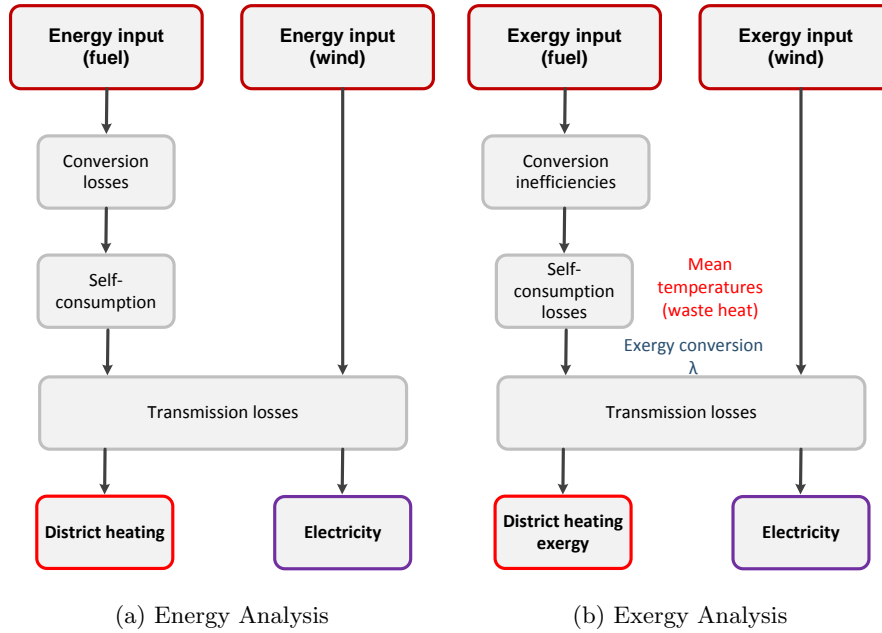 Energy input
(fuel)
Energy input
(wind)
Conversion
losses
Self-
consumption
Transmission losses
District heating
Electricity
(a) Energy Analysis
Exergy input
(fuel)
Exergy input
(wind)
Conversion
inefficiencies
Self-
consumption
losses
Mean
temperatures
(waste heat)
Exergy conversion
λ
Transmission losses
District heating
exergy
Electricity
(b) Exergy Analysis